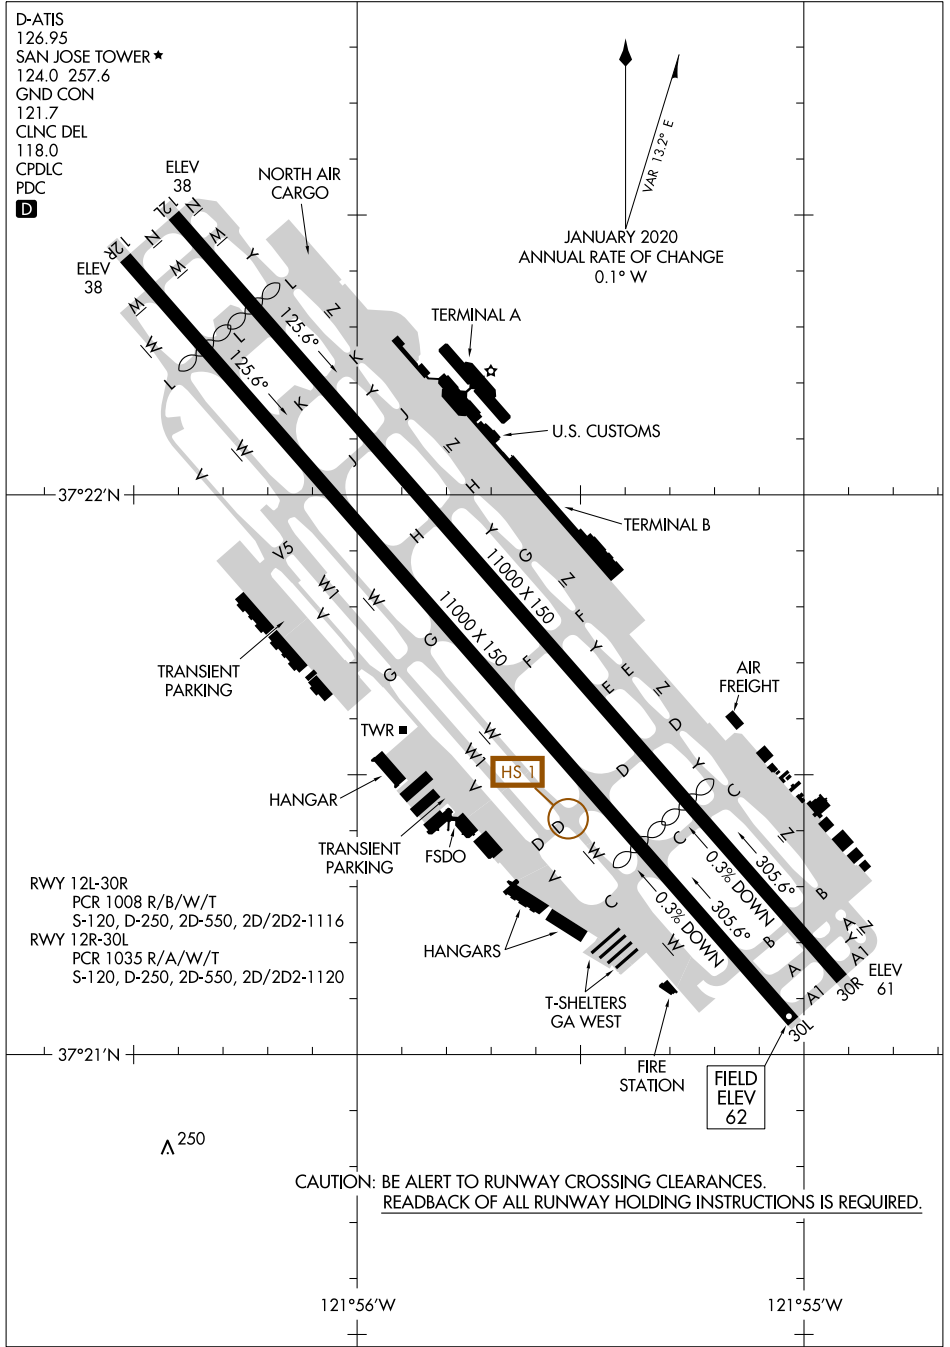 D-ATIS
126.95
SAN JOSE TOWER ★
124.0 257.6
GND CON
121.7
CLNC DEL
118.0
CPDLC
PDC
D
ELEV
38
NORTH AIR
CARGO
VAR 13.2° E
JANUARY 2020
ANNUAL RATE OF CHANGE
0.1° W
12L
N
12R
N
W
Y
ELEV
38
W
W
W
L
Z
L
L
125.6°
125.6°
TERMINAL A
K
Y
K
J
Z
U.S. CUSTOMS
W
V
J
H
37°22'N
TERMINAL B
H
Y
G
Z
V5
W1
W
V
11000 X 150
11000 X 150
F
Y
G
F
E
E
Z
G
TRANSIENT
PARKING
AIR
FREIGHT
D
TWR
W
W1
V
HS 1
D
Y
C
Z
HANGAR
TRANSIENT
PARKING
FSDO
D
D
W
V
C
C
0.3% DOWN
305.6°
0.3% DOWN
305.6°
B
B
RWY 12L-30R
PCR 1008 R/B/W/T
S-120, D-250, 2D-550, 2D/2D2-1116
RWY 12R-30L
PCR 1035 R/A/W/T
S-120, D-250, 2D-550, 2D/2D2-1120
HANGARS
W
A
Z
Y
A1
A
A1
30R
ELEV
61
30L
T-SHELTERS
GA WEST
37°21'N
FIRE
STATION
FIELD
ELEV
62
250
CAUTION: BE ALERT TO RUNWAY CROSSING CLEARANCES.
READBACK OF ALL RUNWAY HOLDING INSTRUCTIONS IS REQUIRED.
121°56'W
121°55'W